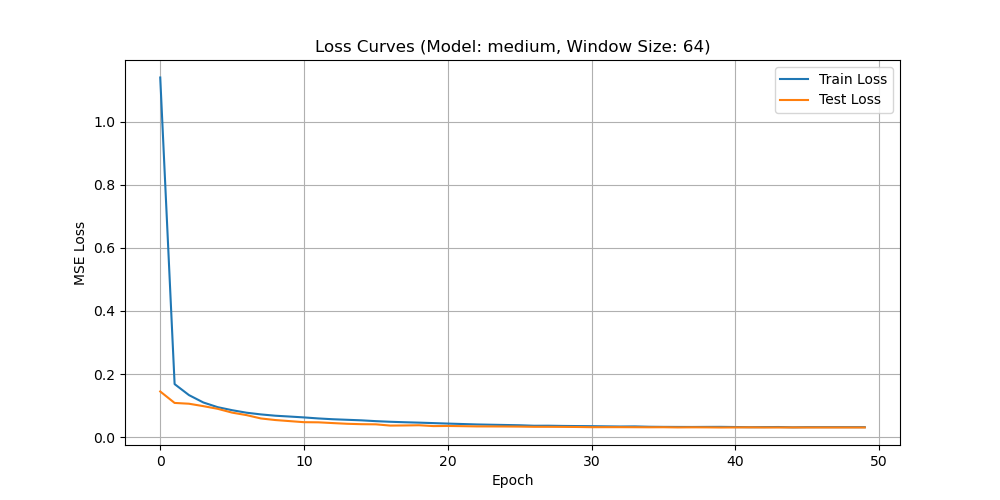 Loss Curves (Model: medium, Window Size: 64)
Train Loss
Test Loss
MSE Loss
1.0
0.8
0.6
0.4
0.2
0.0
0 10 20 30 40 50
Epoch